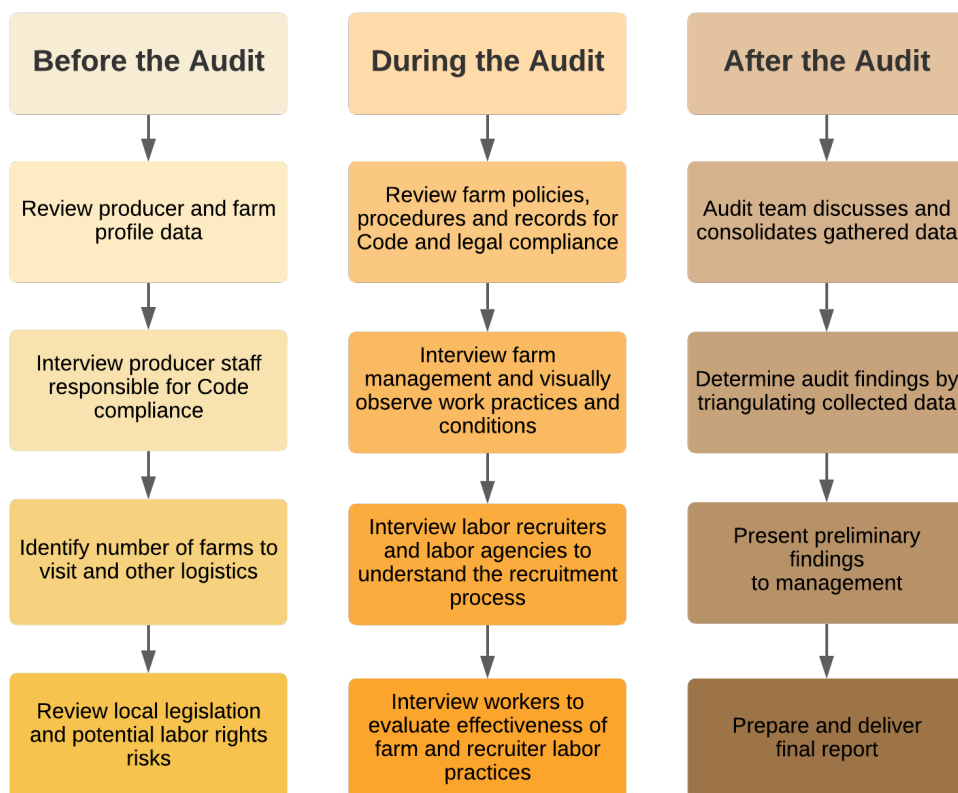 Before the Audit
Review producer and farm
profile data
Interview producer staff
responsible for Code
compliance
Identify number of farms to
visit and other logistics
Review local legislation
and potential labor rights
risks
During the Audit
Review farm policies,
procedures and records for
Code and legal compliance
Interview farm
management and visually
observe work practices and
conditions
Interview labor recruiters
and labor agencies to
understand the recruitment
process
Interview workers to
evaluate effectiveness of
farm and recruiter labor
practices
After the Audit
Audit team discusses and
consolidates gathered data
Determine audit findings by
triangulating collected data
Present preliminary
findings
to management
Prepare and deliver
final report